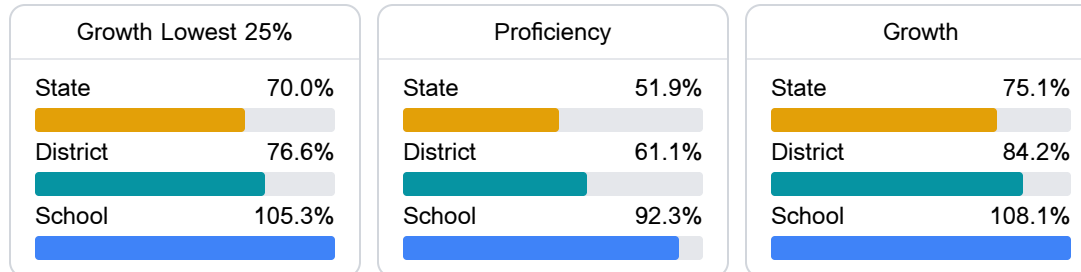 Growth Lowest 25%
State 70.0%
District 76.6%
School 105.3%
Proficiency
State 51.9%
District 61.1%
School 92.3%
Growth
State 75.1%
District 84.2%
School 108.1%